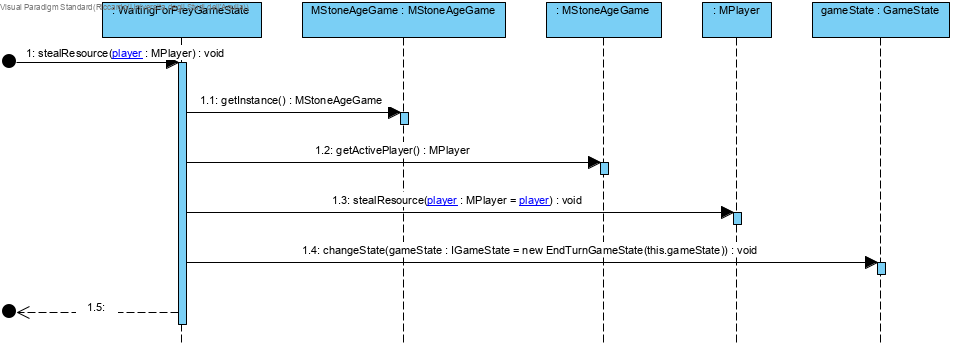 Visual Paradigm Standard(
: WaitingForPreyGameState
MStoneAgeGame : MStoneAgeGame
: MStoneAgeGame
: MPlayer
gameState : GameState
1: stealResource(player : MPlayer) : void
1.1: getInstance() : MStoneAgeGame
1.2: getActivePlayer() : MPlayer
1.3: stealResource(player : MPlayer = player) : void
1.4: changeState(gameState : IGameState = new EndTurnGameState(this.gameState)) : void
1.5: